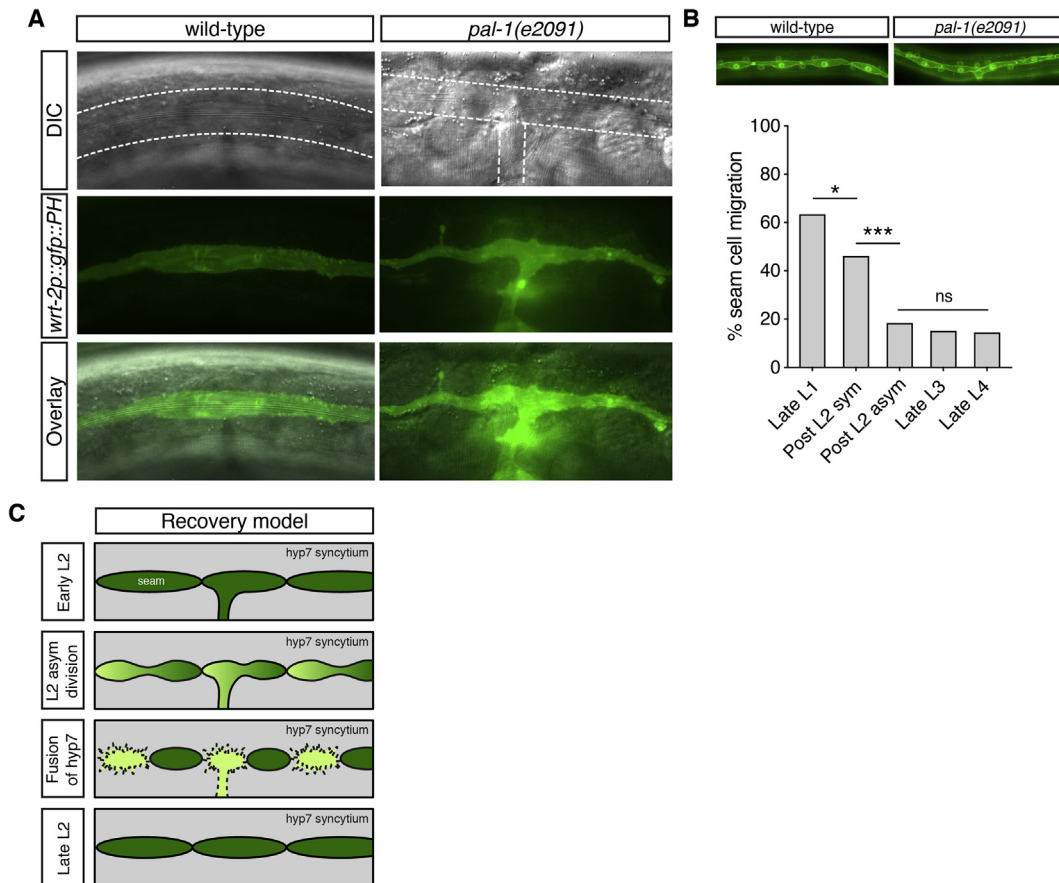 A
wild-type
pal-1(e2091)
DIC
wrt-2p::gfp::PH
Overlay
B
wild-type
pal-1(e2091)
100
80
60
40
20
0
% seam cell migration
*
***
ns
Late L1
Post L2 sym
Post L2 asym
Late L3
Late L4
C
Recovery model
Early L2
hyp7 syncytium
seam
L2 asym
division
hyp7 syncytium
Fusion
of hyp7
hyp7 syncytium
Late L2
hyp7 syncytium